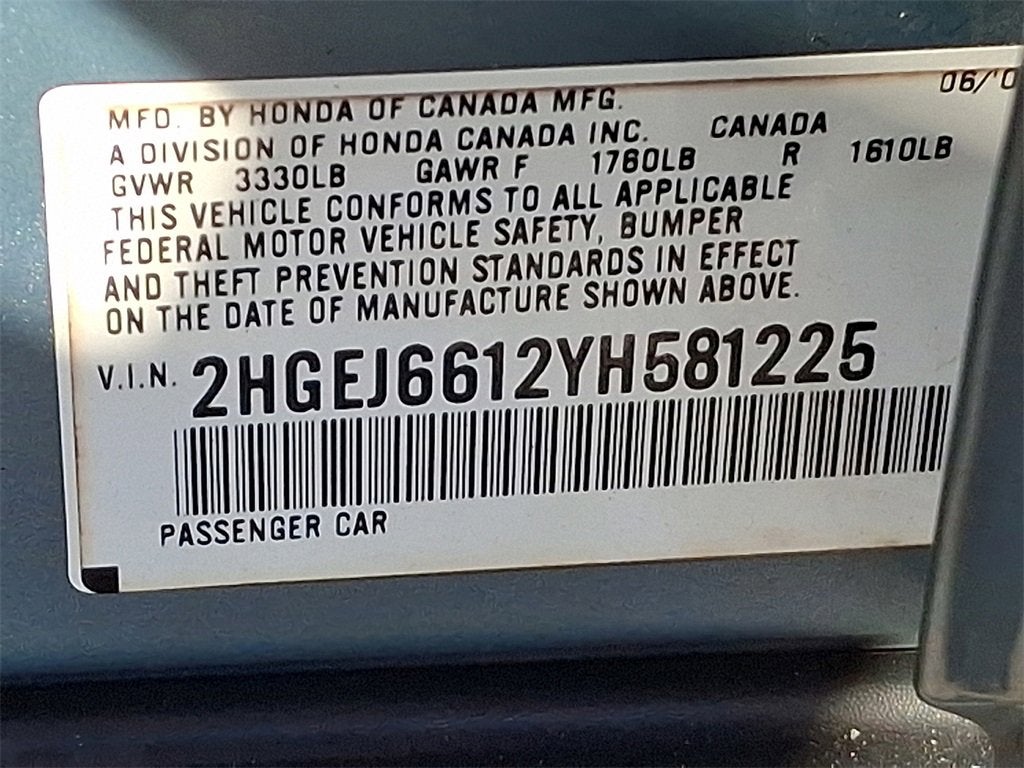 06/'0
MFD. BY HONDA OF CANADA MFG.
A DIVISION OF HONDA CANADA INC. CANADA
GVWR 3330LB GAWR F 1760LB R 1610LB
THIS VEHICLE CONFORMS TO ALL APPLICABLE
FEDERAL MOTOR VEHICLE SAFETY, BUMPER
AND THEFT PREVENTION STANDARDS IN EFFECT
ON THE DATE OF MANUFACTURE SHOWN ABOVE.
V.I.N. 2HGEJ6612YH581225
PASSENGER CAR